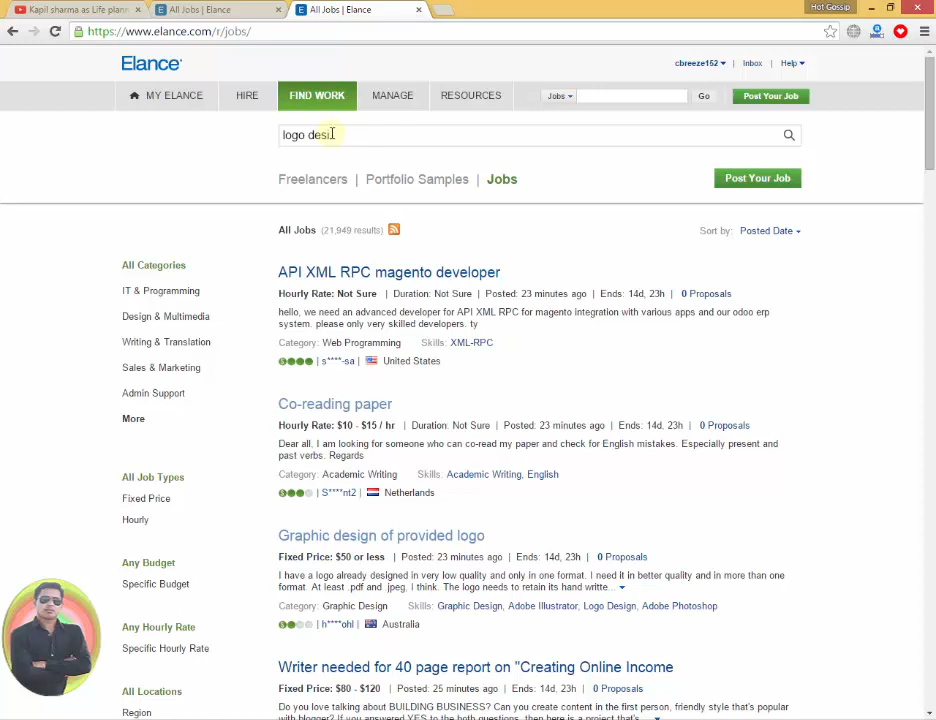 Kapil sharma as Life plann
All Jobs | Elance
All Jobs | Elance
Hot Gossip
https://www.elance.com/r/jobs/
Elance
cbreeze152 | Inbox | Help
MY ELANCE HIRE FIND WORK MANAGE RESOURCES Jobs Go Post Your Job
logo desi
Freelancers | Portfolio Samples | Jobs
Post Your Job
All Jobs (21,949 results)
Sort by: Posted Date
All Categories
IT & Programming
Design & Multimedia
Writing & Translation
Sales & Marketing
Admin Support
More
All Job Types
Fixed Price
Hourly
Any Budget
Specific Budget
Any Hourly Rate
Specific Hourly Rate
All Locations
Region
API XML RPC magento developer
Hourly Rate: Not Sure | Duration: Not Sure | Posted: 23 minutes ago | Ends: 14d, 23h | 0 Proposals
hello, we need an advanced developer for API XML RPC for magento integration with various apps and our odoo erp
system. please only very skilled developers. ty
Category: Web Programming Skills: XML-RPC
| s****-sa | United States
Co-reading paper
Hourly Rate: $10 - $15 / hr | Duration: Not Sure | Posted: 23 minutes ago | Ends: 14d, 23h | 0 Proposals
Dear all, I am looking for someone who can co-read my paper and check for English mistakes. Especially present and
past verbs. Regards
Category: Academic Writing Skills: Academic Writing, English
| S****nt2 | Netherlands
Graphic design of provided logo
Fixed Price: $50 or less | Posted: 23 minutes ago | Ends: 14d, 23h | 0 Proposals
I have a logo already designed in very low quality and only in one format. I need it in better quality and in more than one
format. At least .pdf and .jpeg, I think. The logo needs to retain its hand writte...
Category: Graphic Design Skills: Graphic Design, Adobe Illustrator, Logo Design, Adobe Photoshop
| h****ohl | Australia
Writer needed for 40 page report on "Creating Online Income
Fixed Price: $80 - $120 | Posted: 25 minutes ago | Ends: 14d, 23h | 0 Proposals
Do you love talking about BUILDING BUSINESS? Can you create content in the first person, friendly style that's popular